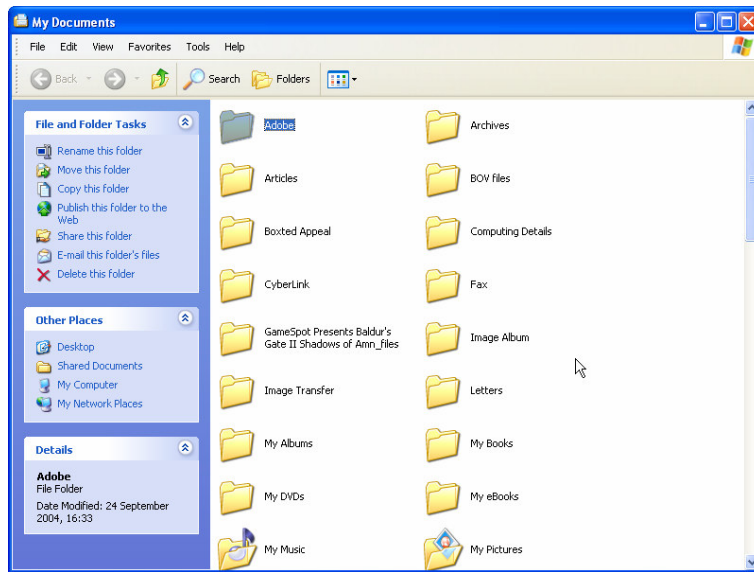 My Documents
File Edit View Favorites Tools Help
Back Search Folders
File and Folder Tasks
Rename this folder
Move this folder
Copy this folder
Publish this folder to the
Web
Share this folder
E-mail this folder's files
Delete this folder
Other Places
Desktop
Shared Documents
My Computer
My Network Places
Details
Adobe
File Folder
Date Modified: 24 September
2004, 16:33
Adobe
Archives
Articles
BOV files
Boxted Appeal
Computing Details
CyberLink
Fax
GameSpot Presents Baldur's
Gate II Shadows of Amn_files
Image Album
Image Transfer
Letters
My Albums
My Books
My DVDs
My eBooks
My Music
My Pictures